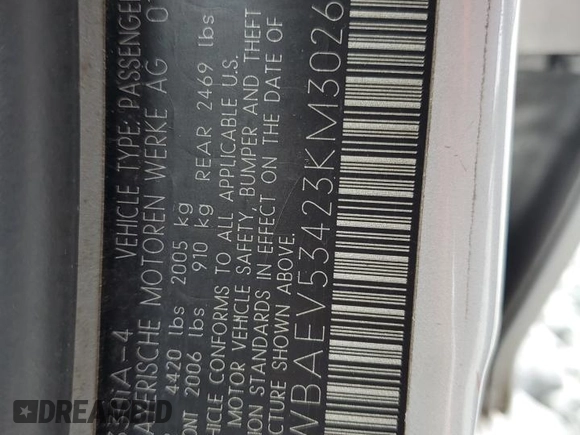 VEHICLE TYPE: PASSENGE
MOTOREN WERKE AG
4420 lbs 2005 kg
2006 lbs 910 kg REAR 2469 lbs
CONFORMS TO ALL APPLICABLE U.S.
MOTOR VEHICLE SAFETY, BUMPER AND THEFT
ION STANDARDS IN EFFECT ON THE DATE OF
CTURE SHOWN ABOVE.
WBAEV53423KM3026
DREAMBID